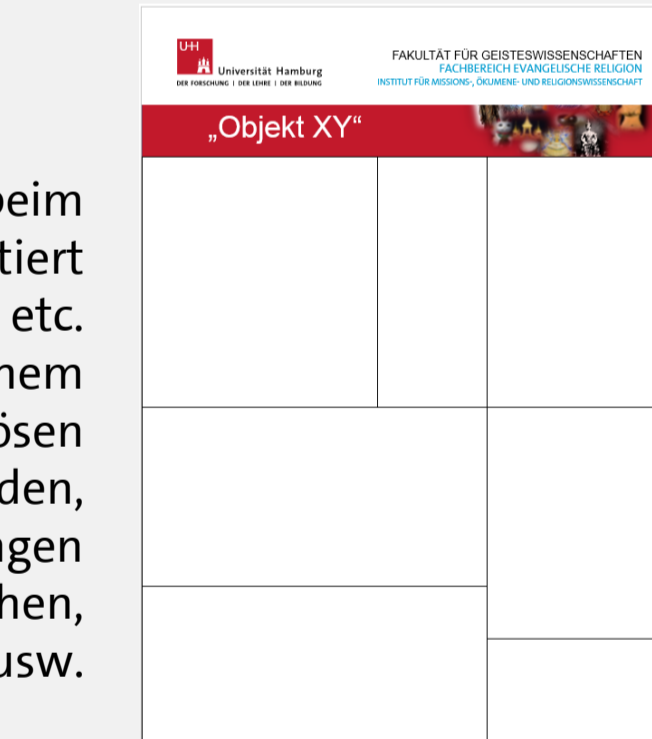 beim
tiert
etc.
nem
ösen
den,
ngen
hen,
usw.
UH
Universität Hamburg
DER FORSCHUNG | DER LEHRE | DER BILDUNG
FAKULTÄT FÜR GEISTESWISSENSCHAFTEN
FACHBEREICH EVANGELISCHE RELIGION
INSTITUT FÜR MISSIONS-, ÖKUMENE- UND RELIGIONSWISSENSCHAFT
„Objekt XY“